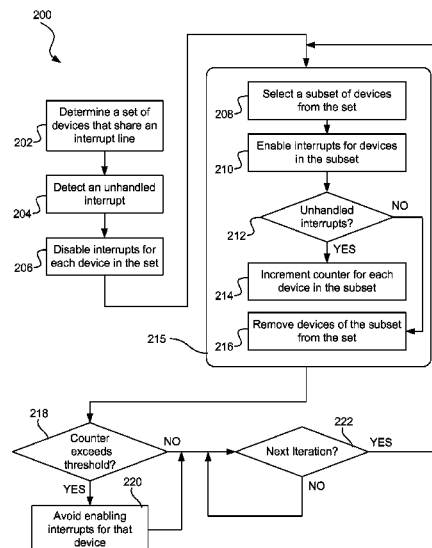 200
Determine a set of
devices that share an
interrupt line
202
Detect an unhandled
interrupt
204
Disable interrupts for
each device in the set
206
Select a subset of devices
from the set
208
Enable interrupts for devices
in the subset
210
Unhandled
interrupts?
NO
212
YES
Increment counter for each
device in the subset
214
Remove devices of the subset
from the set
216
215
218
Counter
exceeds
threshold?
NO
YES
220
Avoid enabling
interrupts for that
device
222
Next Iteration?
YES
NO